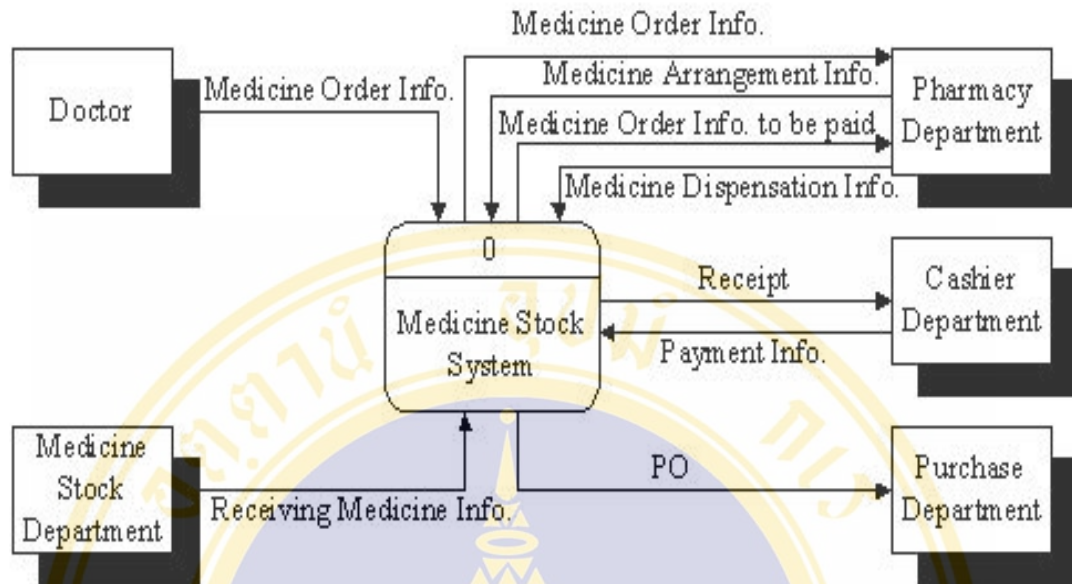 Medicine Order Info.
Doctor
Medicine Order Info.
Medicine Arrangement Info.
Medicine Order Info. to be paid
Medicine Dispensation Info.
Pharmacy
Department
0
Medicine Stock
System
Receipt
Payment Info.
Cashier
Department
Medicine
Stock
Department
Receiving Medicine Info.
PO
Purchase
Department